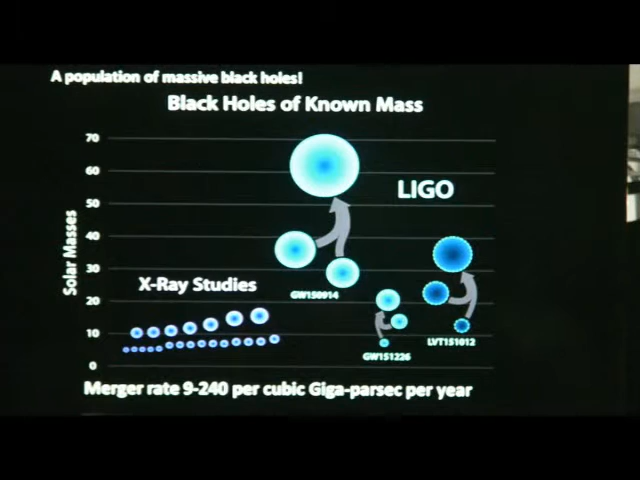 A population of massive black holes!
Black Holes of Known Mass
70
60
50
40
30
20
10
0
Solar Masses
LIGO
X-Ray Studies
GW150914
GW151226
LVT151012
Merger rate 9-240 per cubic Giga-parsec per year